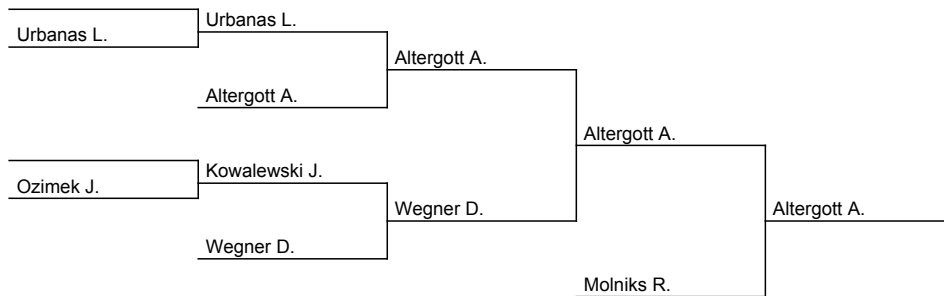 Urbanas L.
Urbanas L.
Altergott A.
Altergott A.
Altergott A.
Kowalewski J.
Ozimek J.
Wegner D.
Altergott A.
Wegner D.
Molniks R.